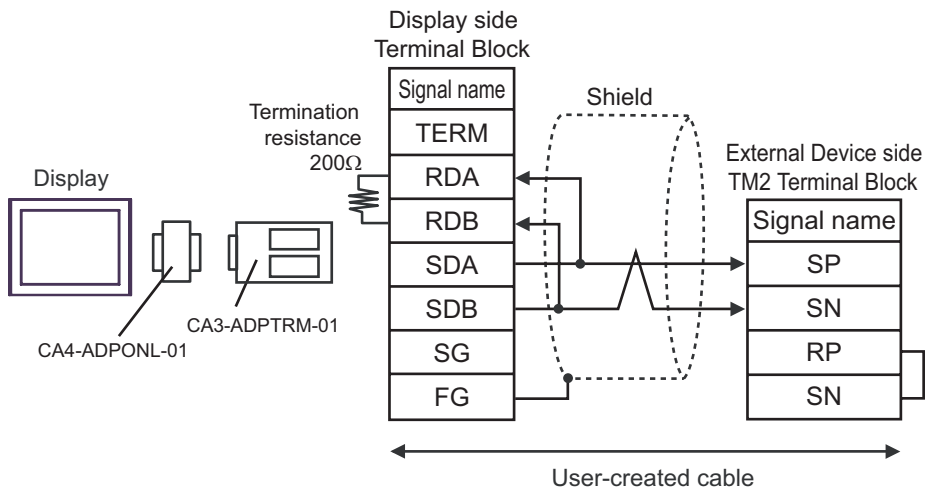 Display side
Terminal Block
Signal name
TERM
RDA
RDB
SDA
SDB
SG
FG
Termination
resistance
200Ω
Shield
External Device side
TM2 Terminal Block
Signal name
SP
SN
RP
SN
Display
CA4-ADPONL-01
CA3-ADPTRM-01
User-created cable